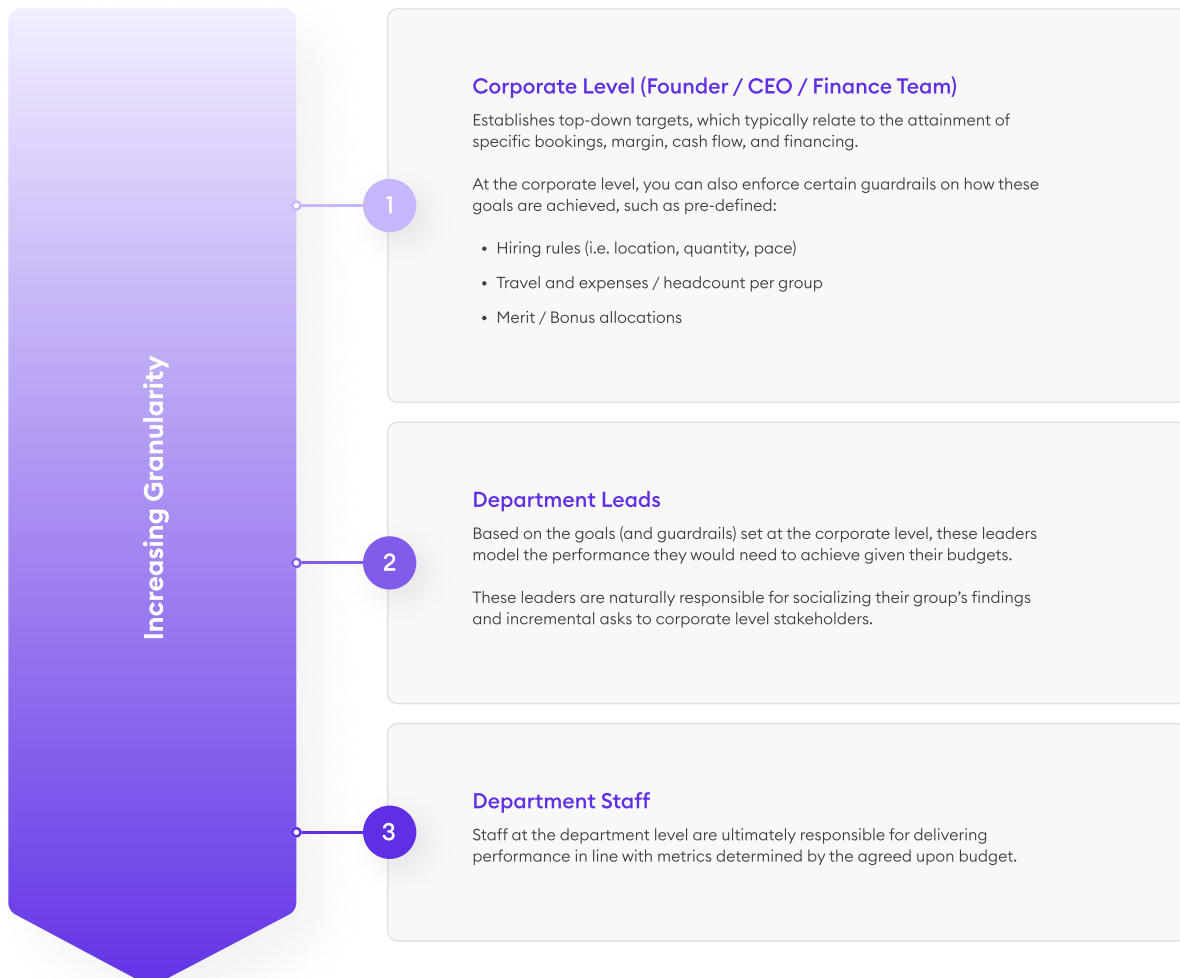 Increasing Granularity
1
Corporate Level (Founder / CEO / Finance Team)
Establishes top-down targets, which typically relate to the attainment of
specific bookings, margin, cash flow, and financing.
At the corporate level, you can also enforce certain guardrails on how these
goals are achieved, such as pre-defined:
• Hiring rules (i.e. location, quantity, pace)
• Travel and expenses / headcount per group
• Merit / Bonus allocations
2
Department Leads
Based on the goals (and guardrails) set at the corporate level, these leaders
model the performance they would need to achieve given their budgets.
These leaders are naturally responsible for socializing their group’s findings
and incremental asks to corporate level stakeholders.
3
Department Staff
Staff at the department level are ultimately responsible for delivering
performance in line with metrics determined by the agreed upon budget.